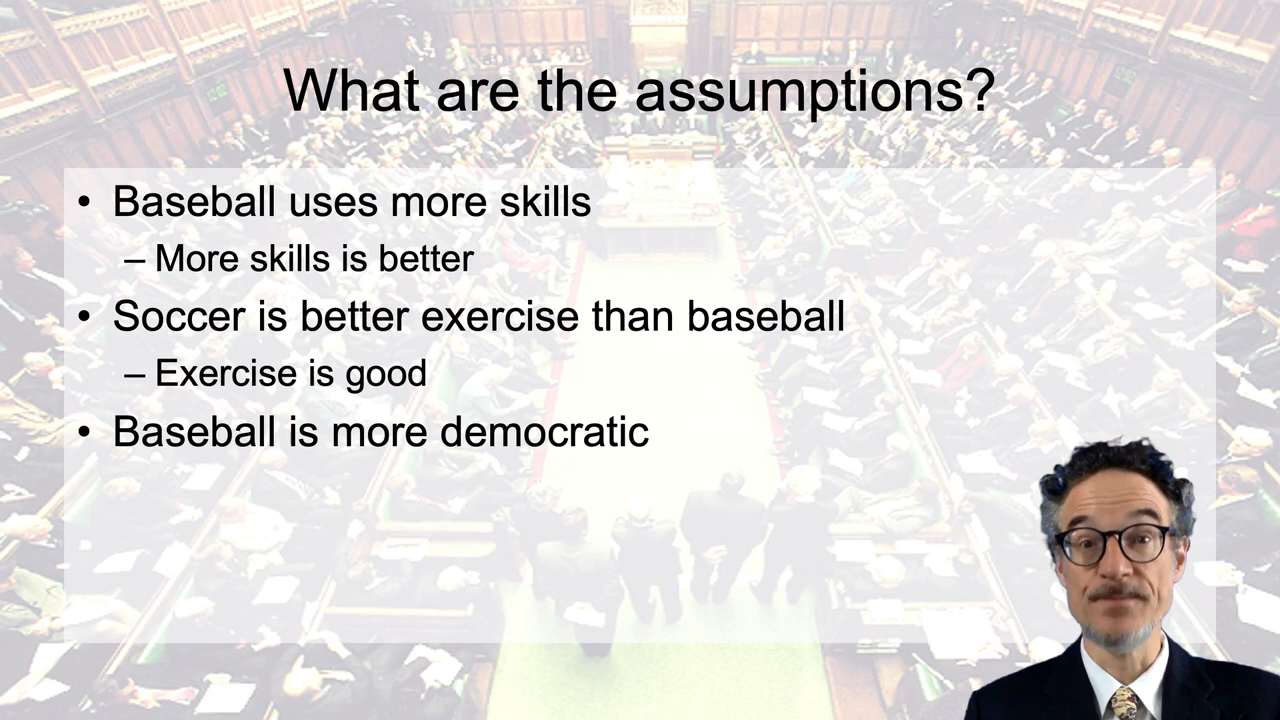 What are the assumptions?
• Baseball uses more skills
– More skills is better
• Soccer is better exercise than baseball
– Exercise is good
• Baseball is more democratic